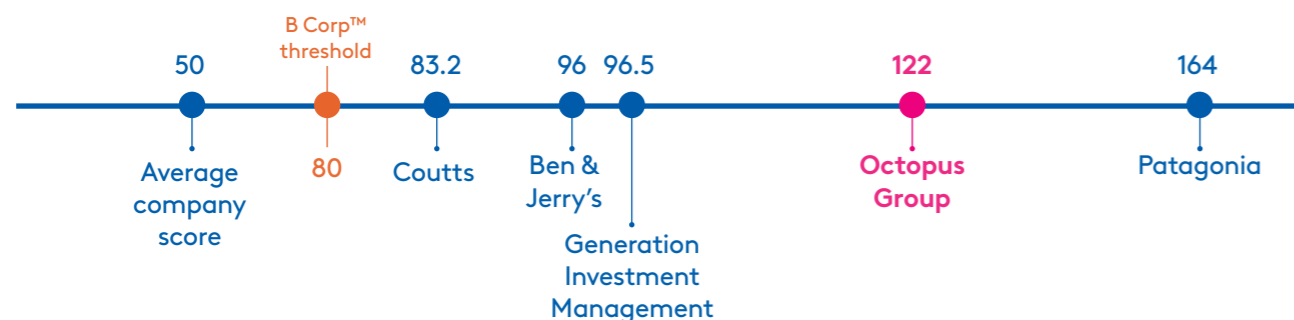 B Corp™
threshold
50
83.2
96
96.5
122
164
Average
company
score
80
Coutts
Ben &
Jerry's
Generation
Investment
Management
Octopus
Group
Patagonia